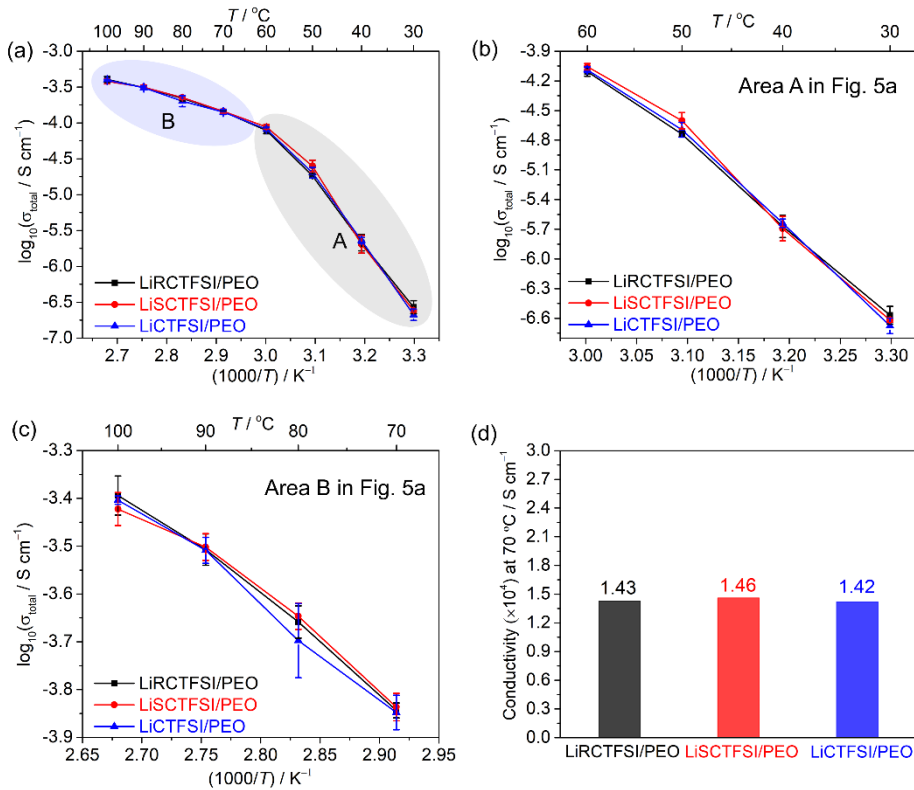 (a)
T / °C
100 90 80 70 60 50 40 30
-3.0
-3.5
-4.0
-4.5
-5.0
-5.5
-6.0
-6.5
-7.0
log₁₀(σtotal / S cm⁻¹)
B
A
LiRCTFSI/PEO
LiSCTFSI/PEO
LiCTFSI/PEO
2.7 2.8 2.9 3.0 3.1 3.2 3.3
(1000/T) / K⁻¹
(b)
T / °C
60 50 40 30
-3.9
-4.2
-4.5
-4.8
-5.1
-5.4
-5.7
-6.0
-6.3
-6.6
log₁₀(σtotal / S cm⁻¹)
Area A in Fig. 5a
LiRCTFSI/PEO
LiSCTFSI/PEO
LiCTFSI/PEO
3.00 3.05 3.10 3.15 3.20 3.25 3.30
(1000/T) / K⁻¹
(c)
T / °C
100 90 80 70
-3.3
-3.4
-3.5
-3.6
-3.7
-3.8
-3.9
log₁₀(σtotal / S cm⁻¹)
Area B in Fig. 5a
LiRCTFSI/PEO
LiSCTFSI/PEO
LiCTFSI/PEO
2.65 2.70 2.75 2.80 2.85 2.90 2.95
(1000/T) / K⁻¹
(d)
3.0
2.7
2.4
2.1
1.8
1.5
1.2
0.9
0.6
0.3
0.0
Conductivity (×10⁻⁴) at 70 °C / S cm⁻¹
1.43 1.46 1.42
LiRCTFSI/PEO LiSCTFSI/PEO LiCTFSI/PEO